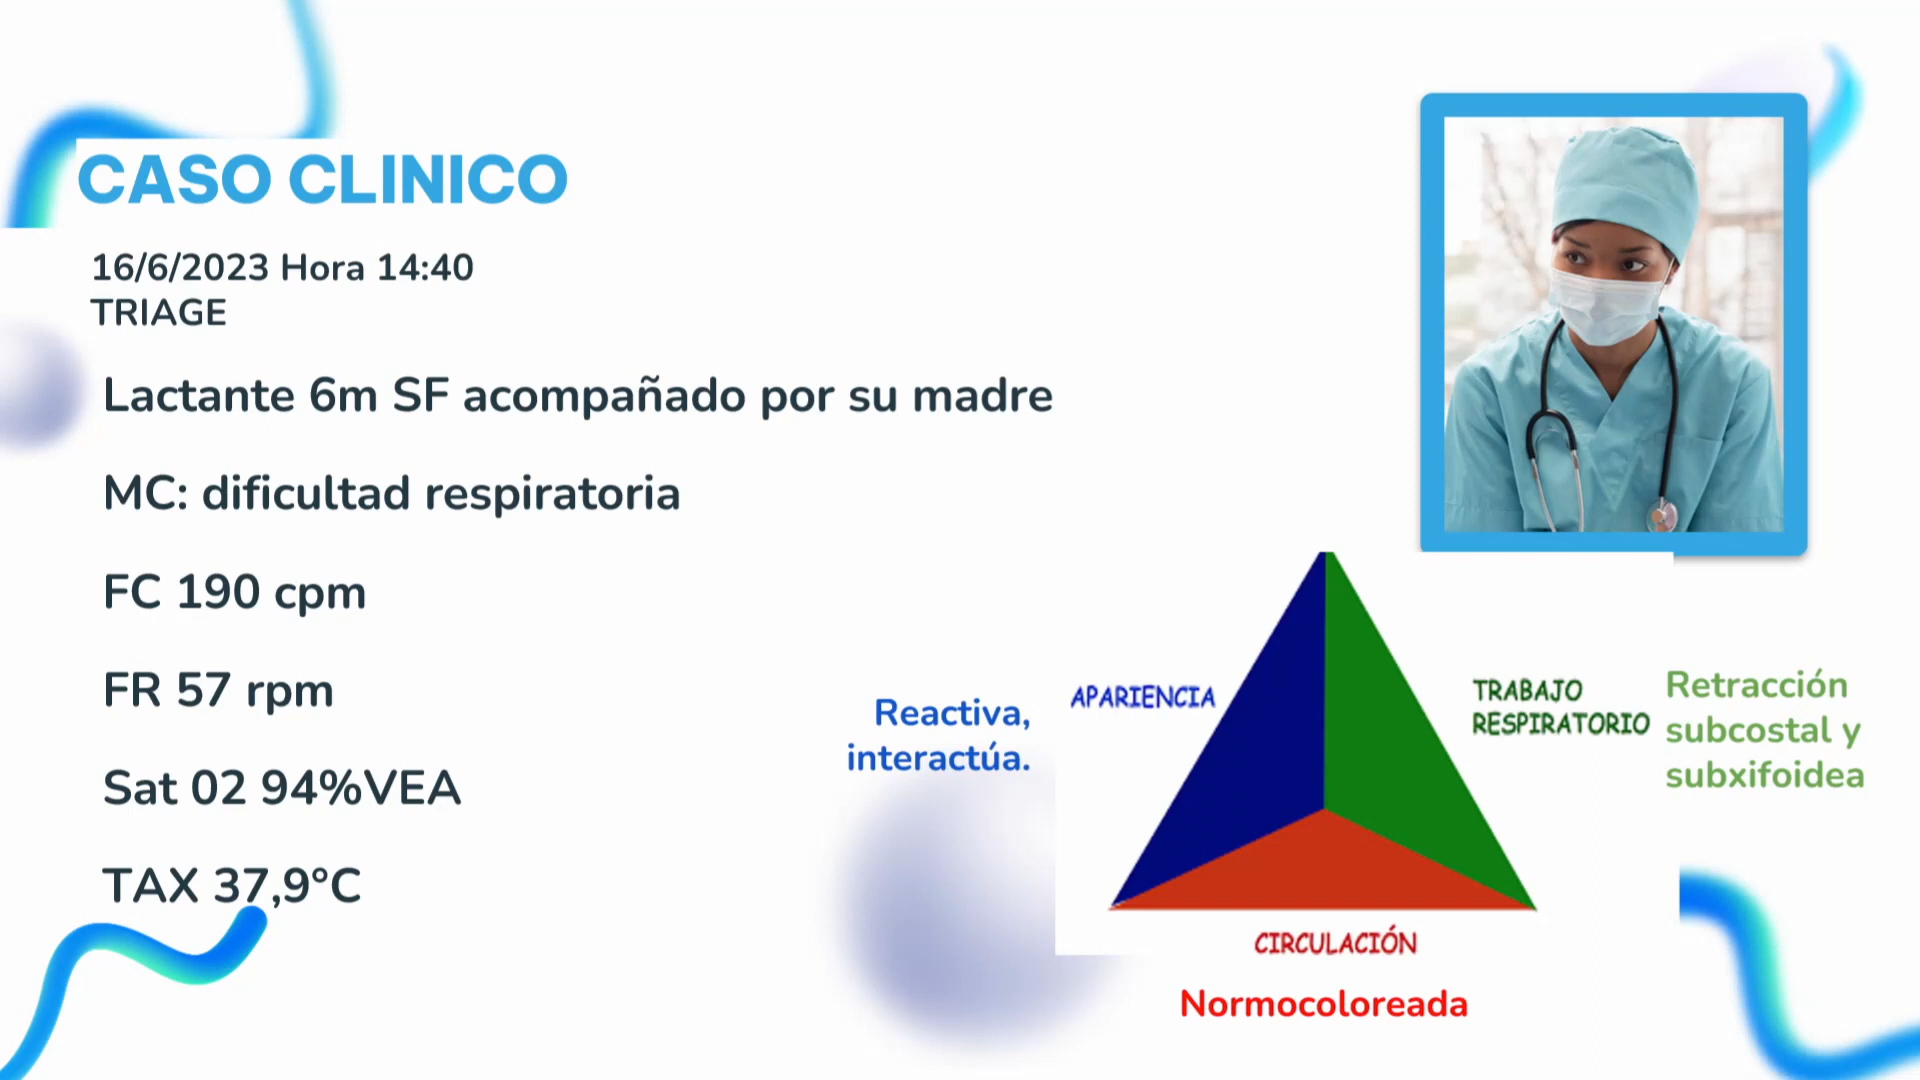 CASO CLINICO
16/6/2023 Hora 14:40
TRIAGE
Lactante 6m SF acompañado por su madre
MC: dificultad respiratoria
FC 190 cpm
FR 57 rpm
Sat 02 94%VEA
TAX 37,9°C
Reactiva,
interactúa.
APARIENCIA
TRABAJO
RESPIRATORIO
Retracción
subcostal y
subxifoidea
CIRCULACIÓN
Normocoloreada